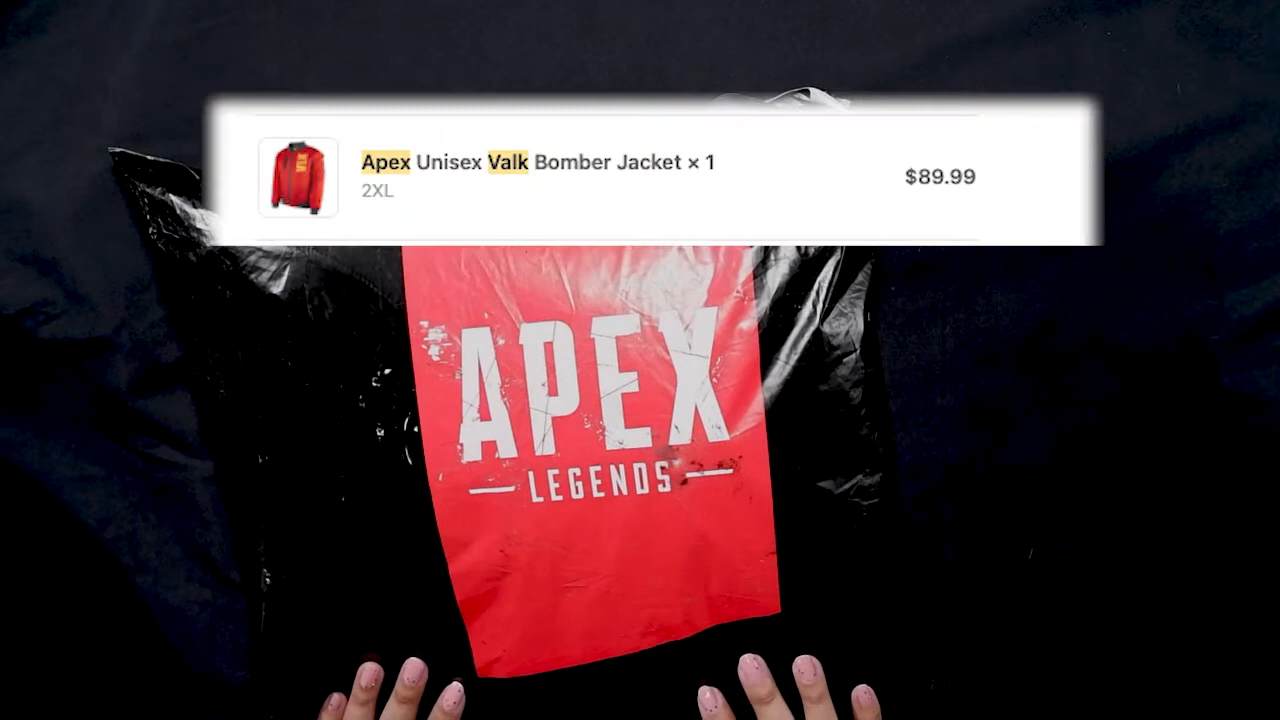 Apex Unisex Valk Bomber Jacket × 1
2XL
$89.99
APEX
LEGENDS